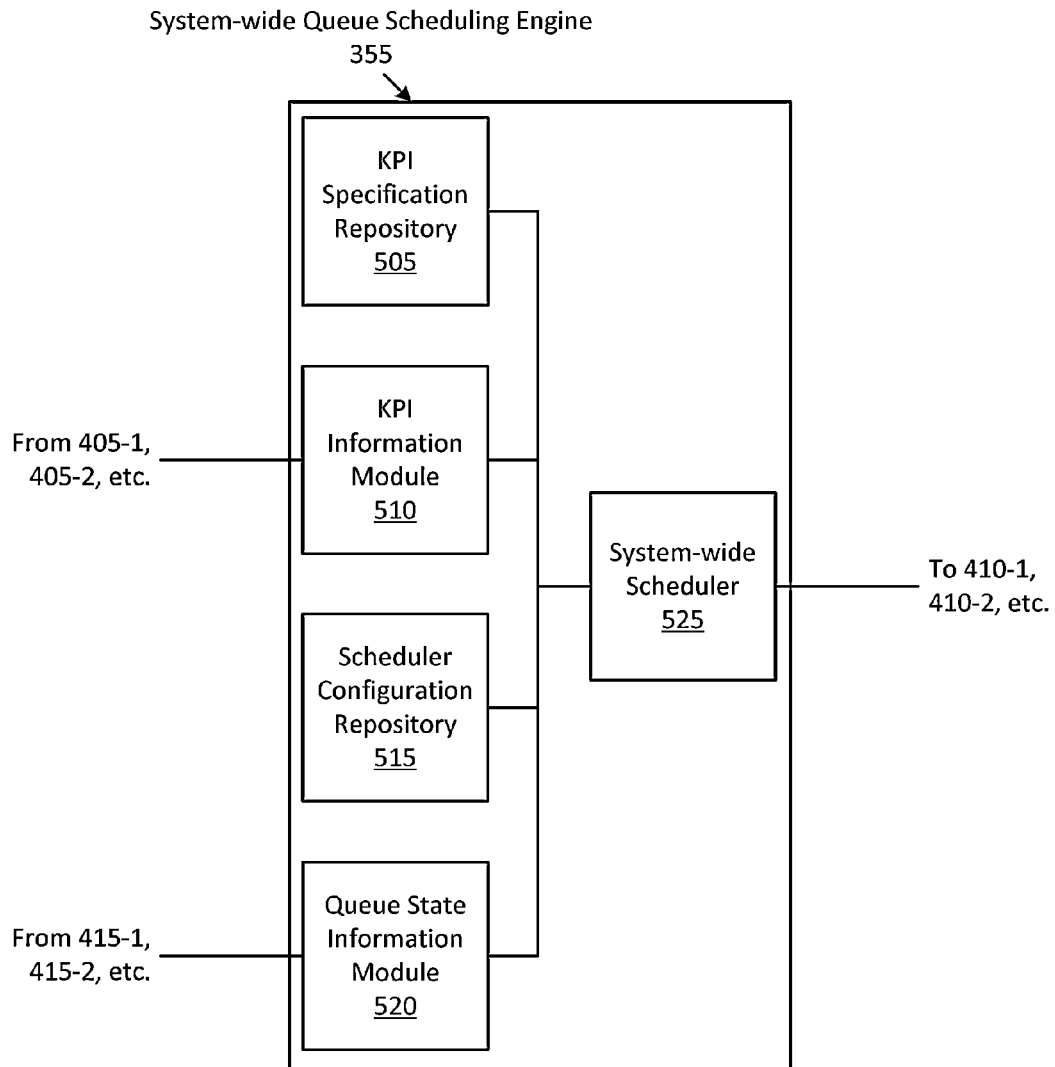 System-wide Queue Scheduling Engine
355
KPI
Specification
Repository
505
KPI
Information
Module
510
From 405-1,
405-2, etc.
System-wide
Scheduler
525
To 410-1,
410-2, etc.
Scheduler
Configuration
Repository
515
Queue State
Information
Module
520
From 415-1,
415-2, etc.